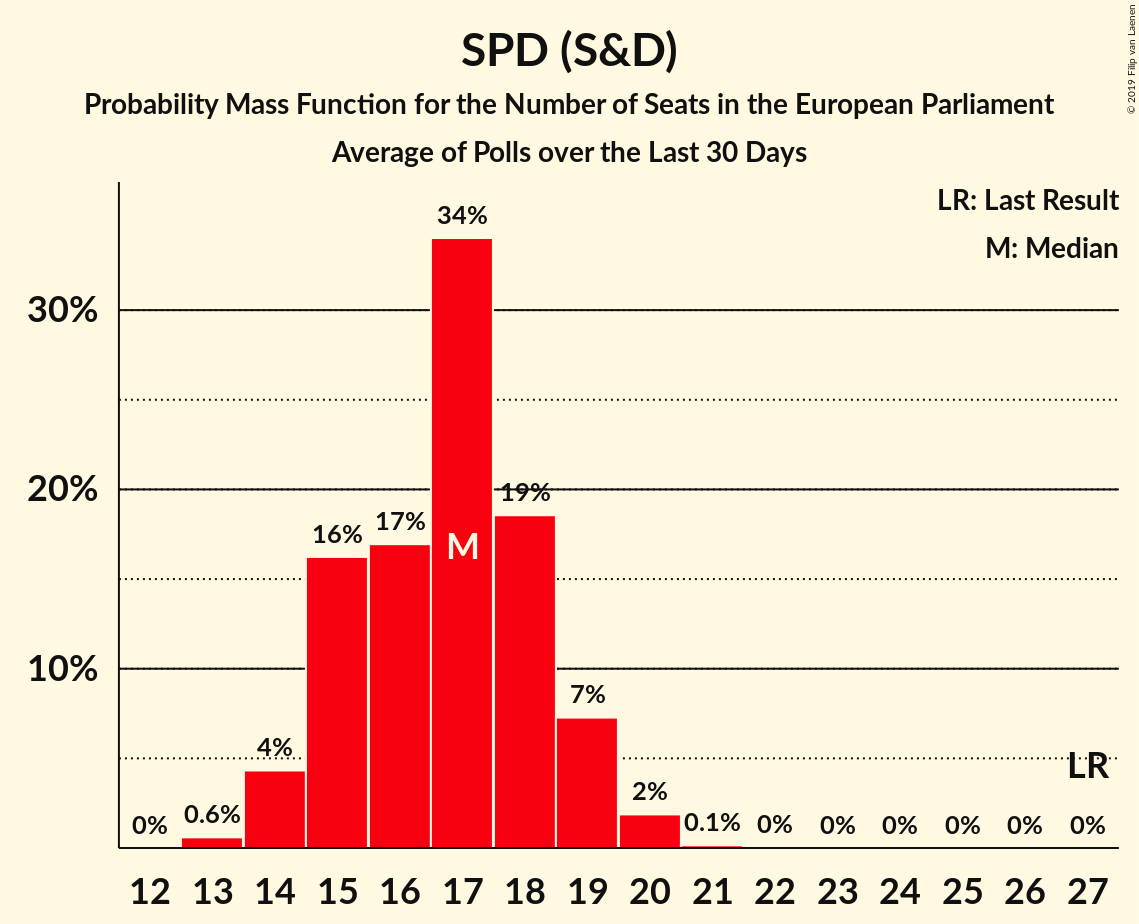 SPD (S&D)
Probability Mass Function for the Number of Seats in the European Parliament
Average of Polls over the Last 30 Days
© 2019 Filip van Laenen
LR: Last Result
M: Median
30%
20%
10%
0%
0.6%
4%
16%
17%
34%
M
19%
7%
2%
0.1%
0%
0%
0%
0%
0%
0%
LR
12 13 14 15 16 17 18 19 20 21 22 23 24 25 26 27